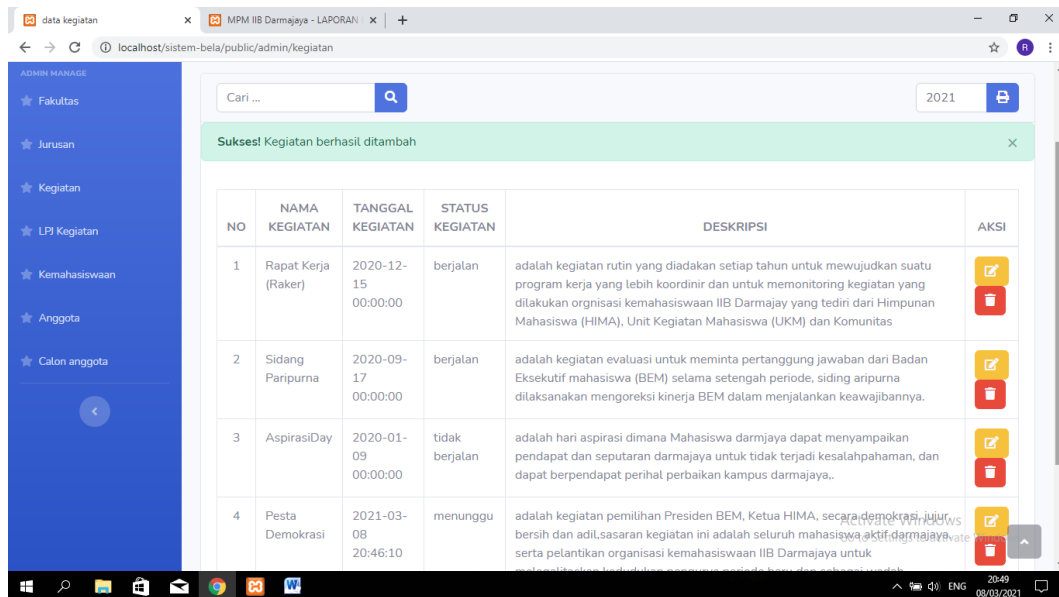 data kegiatan
MPM IIB Darmajaya - LAPORAN
localhost/sistem-bela/public/admin/kegiatan
R
ADMIN MANAGE
Fakultas
Jurusan
Kegiatan
LPJ Kegiatan
Kemahasiswaan
Anggota
Calon anggota
Cari ...
2021
Sukses! Kegiatan berhasil ditambah
NO
NAMA
KEGIATAN
TANGGAL
KEGIATAN
STATUS
KEGIATAN
DESKRIPSI
AKSI
1
Rapat Kerja
(Raker)
2020-12-
15
00:00:00
berjalan
adalah kegiatan rutin yang diadakan setiap tahun untuk mewujudkan suatu
program kerja yang lebih koordinir dan untuk memonitoring kegiatan yang
dilakukan orgnisasi kemahasiswaan IIB Darmajay yang tediri dari Himpunan
Mahasiswa (HIMA), Unit Kegiatan Mahasiswa (UKM) dan Komunitas
2
Sidang
Paripurna
2020-09-
17
00:00:00
berjalan
adalah kegiatan evaluasi untuk meminta pertanggung jawaban dari Badan
Eksekutif mahasiswa (BEM) selama setengah periode, siding aripurna
dilaksanakan mengoreksi kinerja BEM dalam menjalankan keawajibannya.
3
AspirasiDay
2020-01-
09
00:00:00
tidak
berjalan
adalah hari aspirasi dimana Mahasiswa darmjaya dapat menyampaikan
pendapat dan seputaran darmajaya untuk tidak terjadi kesalahpahaman, dan
dapat berpendapat perihal perbaikan kampus darmajaya,.
4
Pesta
Demokrasi
2021-03-
08
20:46:10
menunggu
adalah kegiatan pemilihan Presiden BEM, Ketua HIMA, secara demokrasi, jujur,
bersih dan adil,sasaran kegiatan ini adalah seluruh mahasiswa aktif darmajaya,
serta pelantikan organisasi kemahasiswaan IIB Darmajaya untuk
Activate Windows
Go to Settings to activate Windows
ENG
20:49
08/03/2021